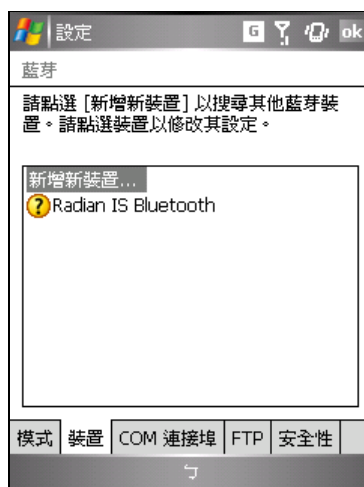 設定 G ok
藍芽
請點選 [新增新裝置] 以搜尋其他藍芽裝
置。請點選裝置以修改其設定。
新增新裝置...
Radian IS Bluetooth
模式 裝置 COM 連接埠 FTP 安全性